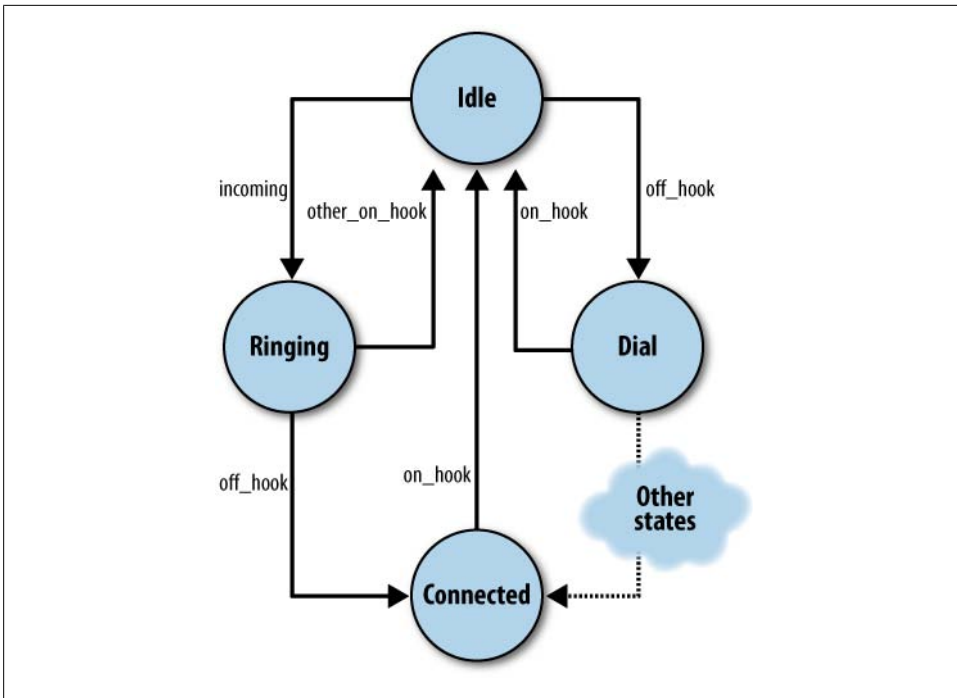 Idle
incoming
other_on_hook
on_hook
off_hook
Ringing
Dial
off_hook
on_hook
Other
states
Connected